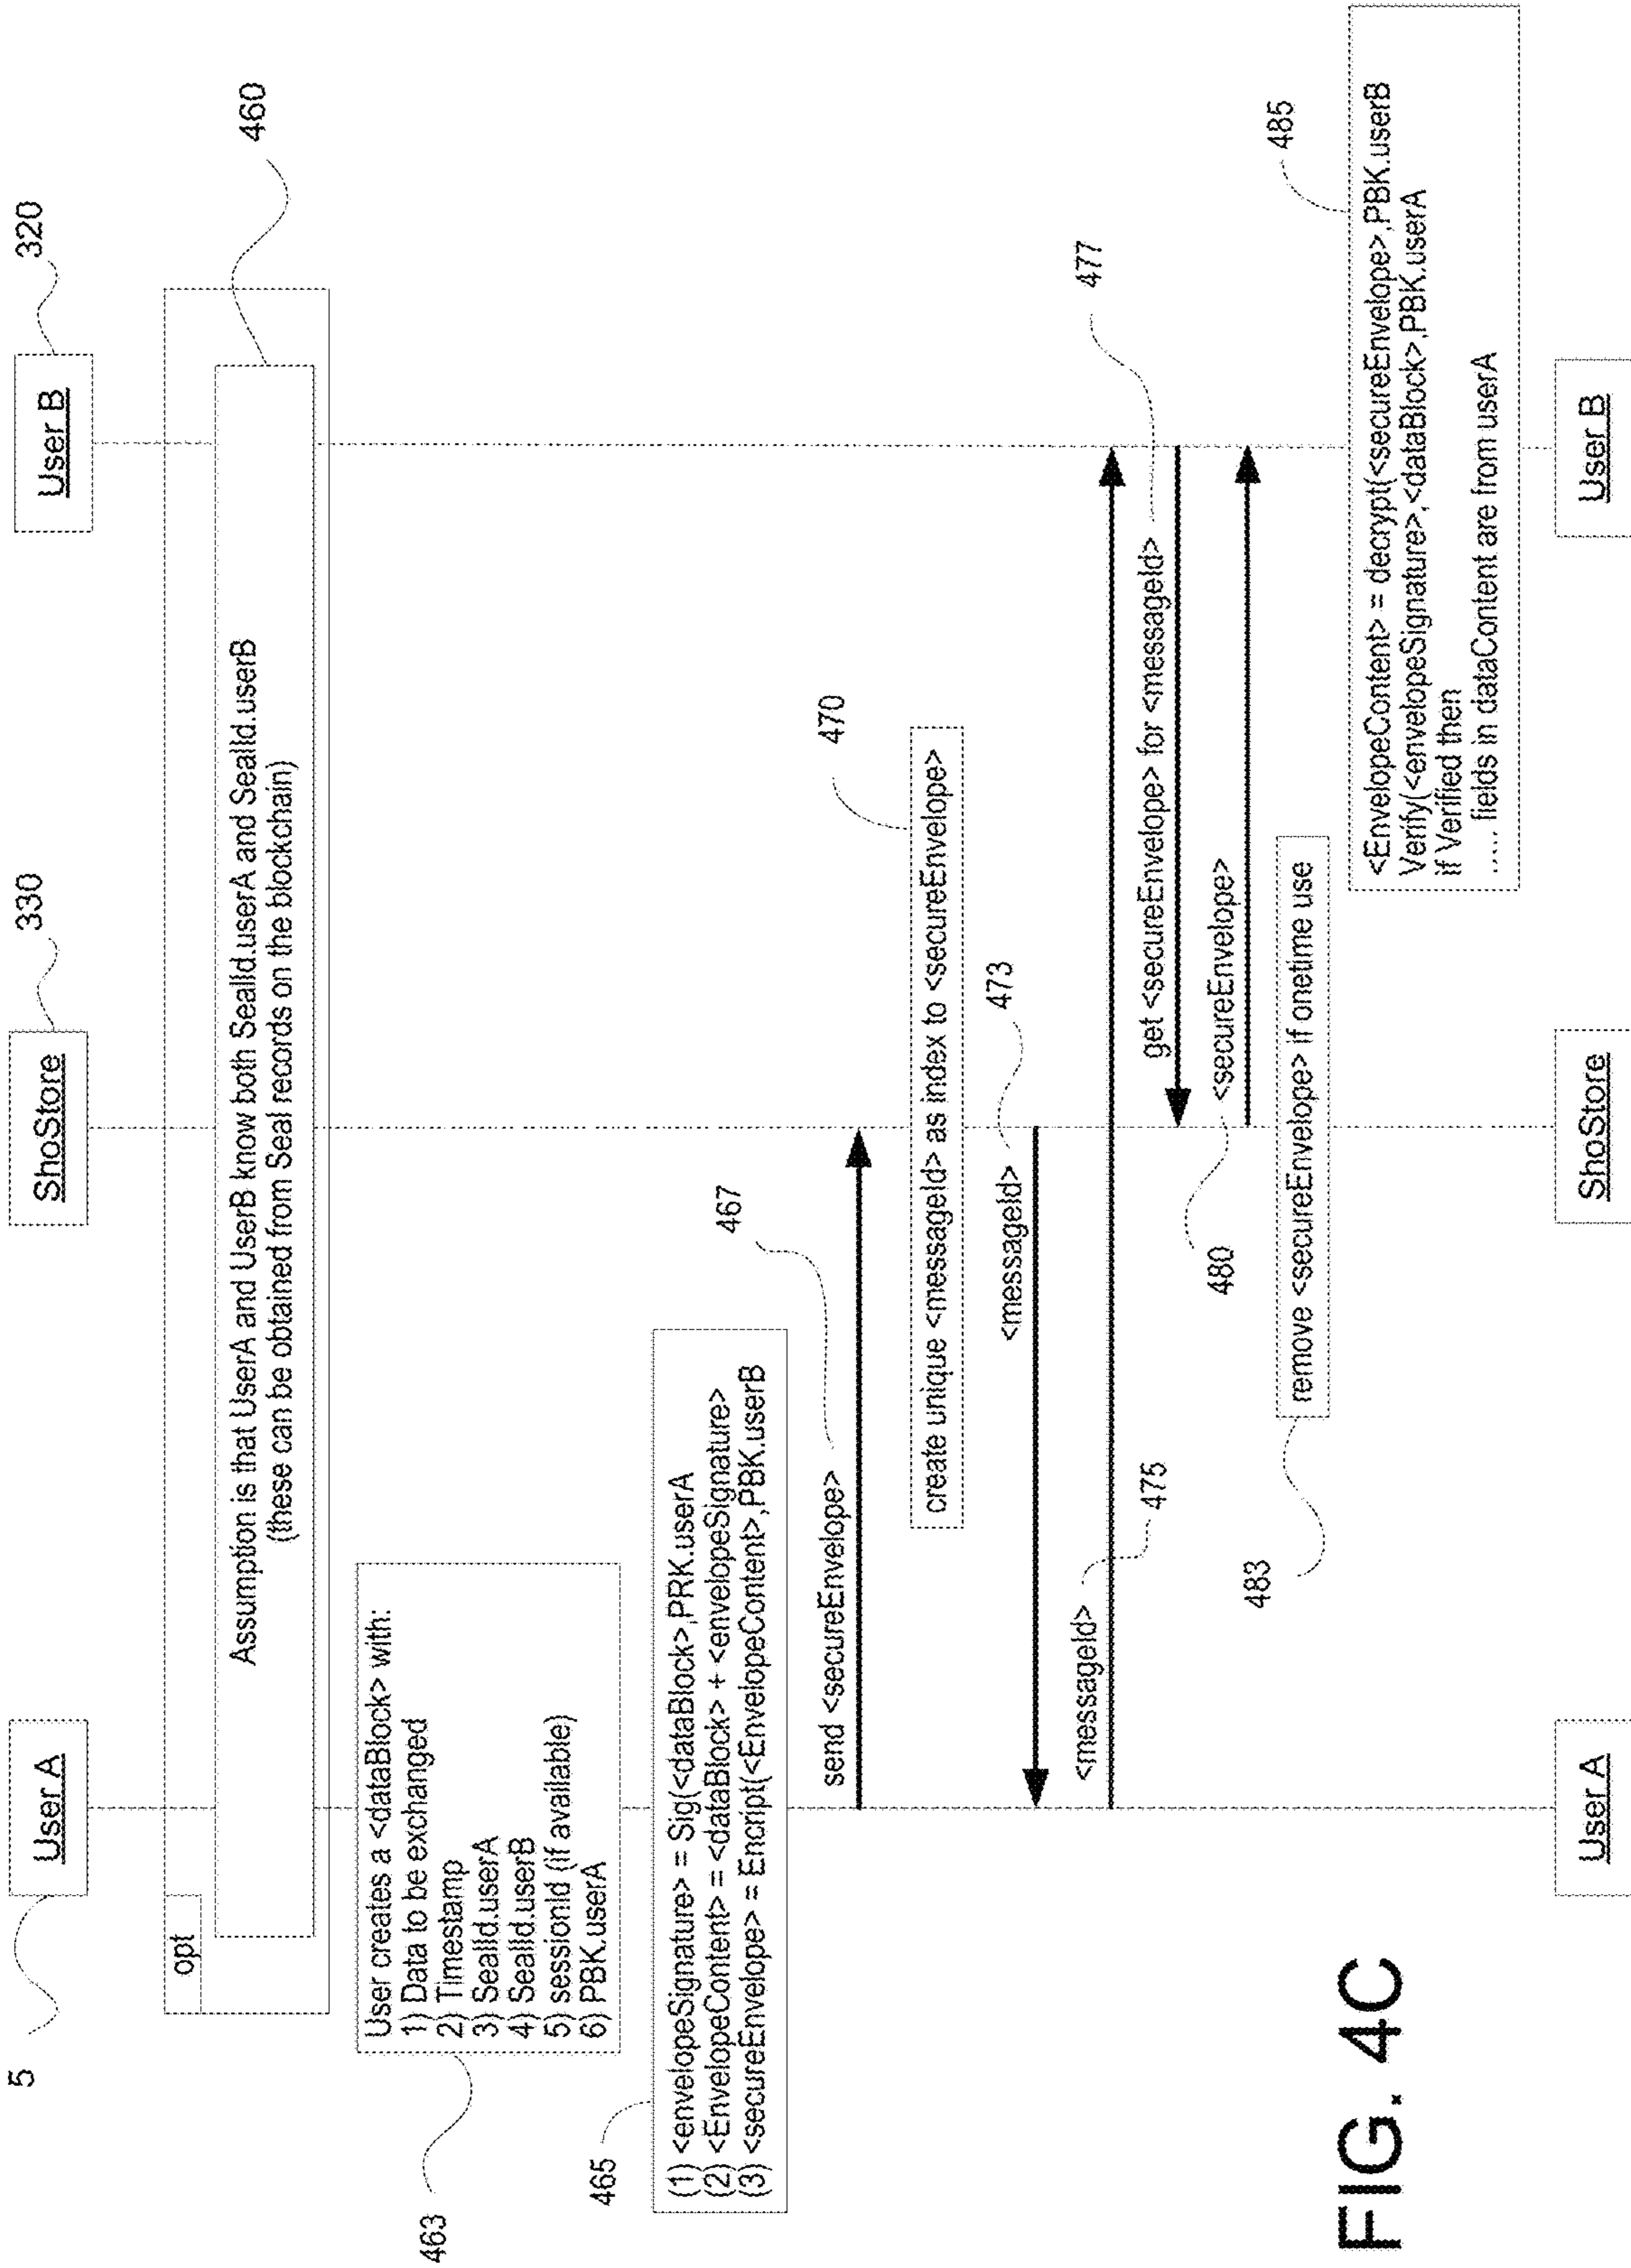 5
User A
330
ShoStore
320
User B
opt
460
Assumption is that UserA and UserB know both SealId.userA and SealId.userB
(these can be obtained from Seal records on the blockchain)
463
User creates a <dataBlock> with:
1) Data to be exchanged
2) Timestamp
3) SealId.userA
4) SealId.userB
5) sessionId (if available)
6) PBK.userA
465
(1) <envelopeSignature> = Sig(<dataBlock>,PRK.userA
(2) <EnvelopeContent> = <dataBlock> + <envelopeSignature>
(3) <secureEnvelope> = Encript(<EnvelopeContent>,PBK.userB
467
send <secureEnvelope>
470
create unique <messageId> as index to <secureEnvelope>
473
<messageId>
475
<messageId>
477
get <secureEnvelope> for <messageId>
480
<secureEnvelope>
483
remove <secureEnvelope> if onetime use
485
<EnvelopeContent> = decrypt(<secureEnvelope>,PBK.userB
Verify(<envelopeSignature>,<dataBlock>,PBK.userA
if Verified then
..... fields in dataContent are from userA
User A
ShoStore
User B
FIG. 4C